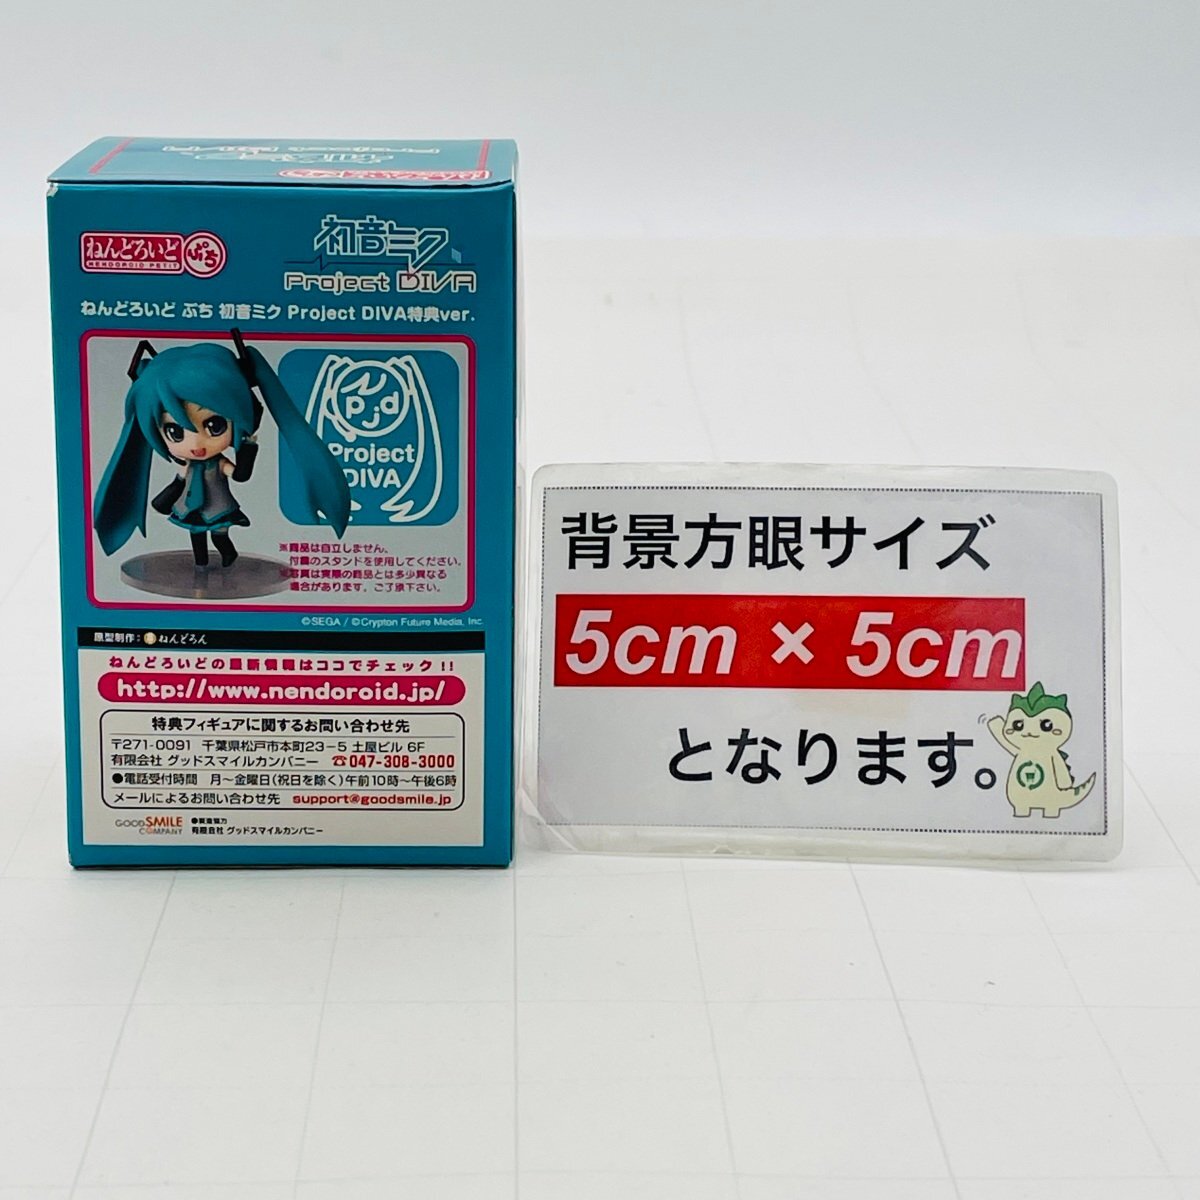 ねんどろいど
NENDOROID PETIT
ぷち
初音ミク
Project DIVA
ねんどろいど ぷち 初音ミク Project DIVA特典ver.
pjd
Project
DIVA
※商品は自立しません。
付属のスタンドを使用してください。
※写真は実際の商品とは多少異なる
場合があります。ご了承下さい。
©SEGA / ©Crypton Future Media, Inc.
原型制作：ねんどろん
ねんどろいどの最新情報はココでチェック!!
http://www.nendoroid.jp/
特典フィギュアに関するお問い合わせ先
〒271-0091 千葉県松戸市本町23-5 土屋ビル 6F
有限会社 グッドスマイルカンパニー ☎047-308-3000
●電話受付時間 月〜金曜日(祝日を除く)午前10時〜午後6時
メールによるお問い合わせ先 support@goodsmile.jp
GOOD SMILE
COMPANY
●製造協力
有限会社 グッドスマイルカンパニー
背景方眼サイズ
5cm × 5cm
となります。